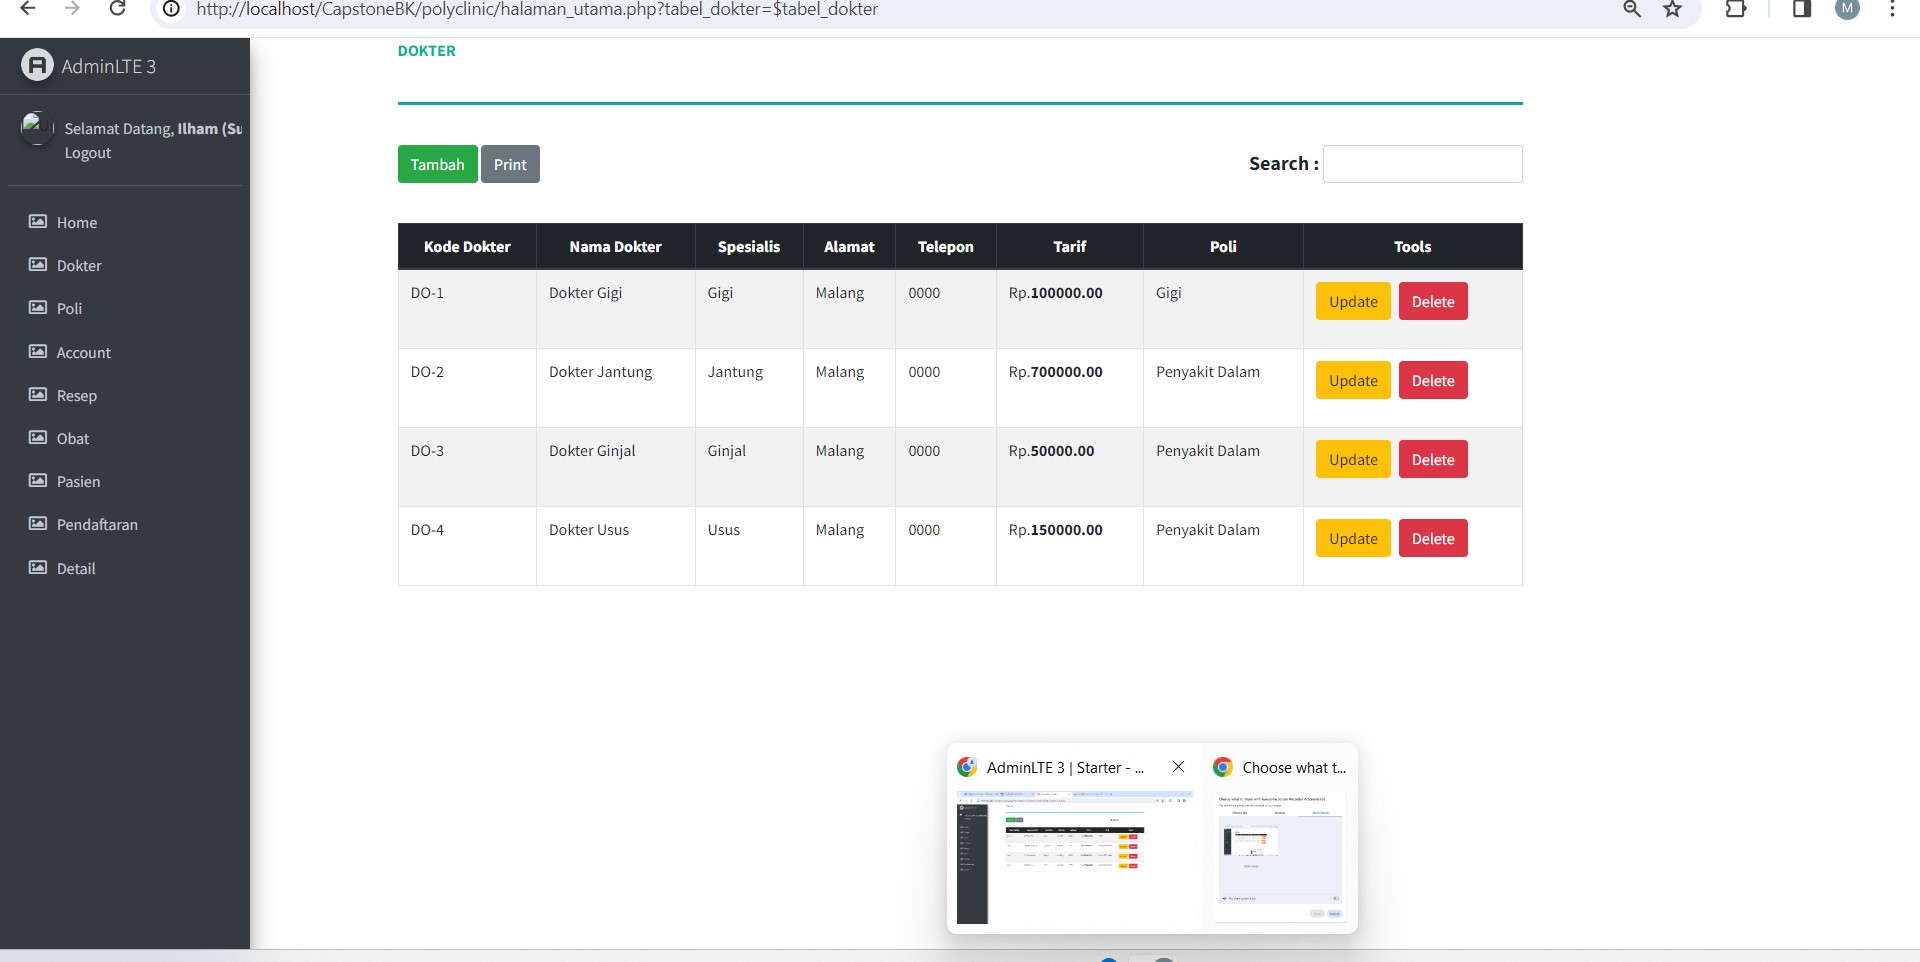 http://localhost/CapstoneBK/polyclinic/halaman_utama.php?tabel_dokter=$tabel_dokter
M
AdminLTE 3
Selamat Datang, Ilham (Su
Logout
Home
Dokter
Poli
Account
Resep
Obat
Pasien
Pendaftaran
Detail
DOKTER
Tambah Print Search :
Kode Dokter Nama Dokter Spesialis Alamat Telepon Tarif Poli Tools
DO-1 Dokter Gigi Gigi Malang 0000 Rp.100000.00 Gigi Update Delete
DO-2 Dokter Jantung Jantung Malang 0000 Rp.700000.00 Penyakit Dalam Update Delete
DO-3 Dokter Ginjal Ginjal Malang 0000 Rp.50000.00 Penyakit Dalam Update Delete
DO-4 Dokter Usus Usus Malang 0000 Rp.150000.00 Penyakit Dalam Update Delete
AdminLTE 3 | Starter - ...
Choose what t...